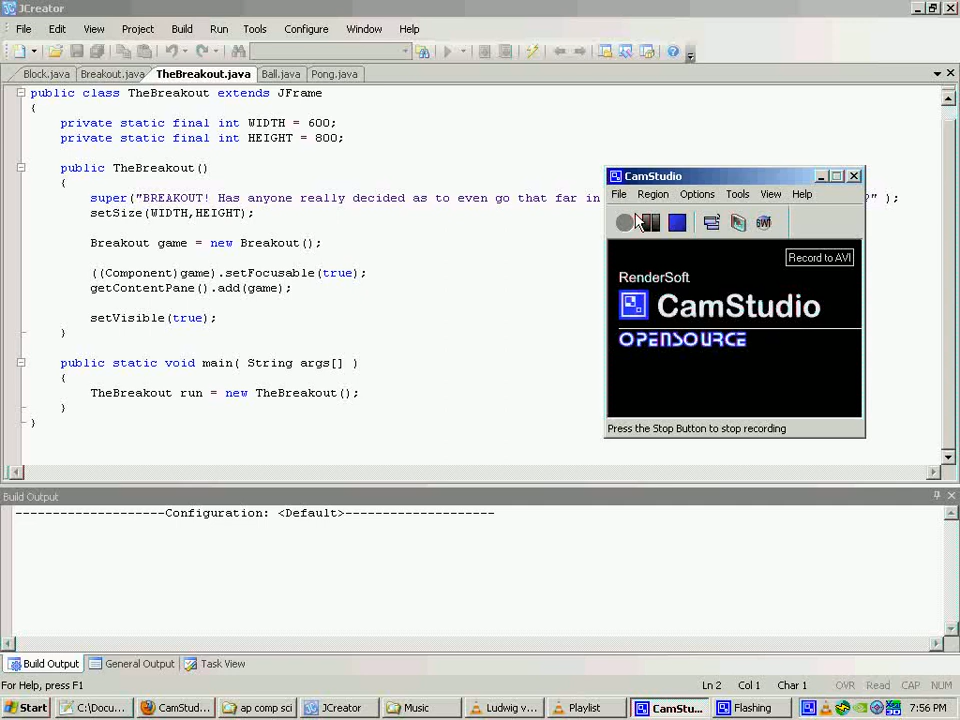 JCreator
File Edit View Project Build Run Tools Configure Window Help
Block.java Breakout.java TheBreakout.java Ball.java Pong.java
public class TheBreakout extends JFrame
{
private static final int WIDTH = 600;
private static final int HEIGHT = 800;
public TheBreakout()
{
super("BREAKOUT! Has anyone really decided as to even go that far in ?" );
setSize(WIDTH,HEIGHT);
Breakout game = new Breakout();
((Component)game).setFocusable(true);
getContentPane().add(game);
setVisible(true);
}
public static void main( String args[] )
{
TheBreakout run = new TheBreakout();
}
}
CamStudio
File Region Options Tools View Help
SWF
Record to AVI
RenderSoft
CamStudio
OPENSOURCE
Press the Stop Button to stop recording
Build Output
--------------------Configuration: <Default>--------------------
Build Output General Output Task View
For Help, press F1
Ln 2 Col 1 Char 1 OVR Read CAP NUM
Start C:\Docu... CamStud... ap comp sci JCreator Music Ludwig v... Playlist CamStu... Flashing 7:56 PM